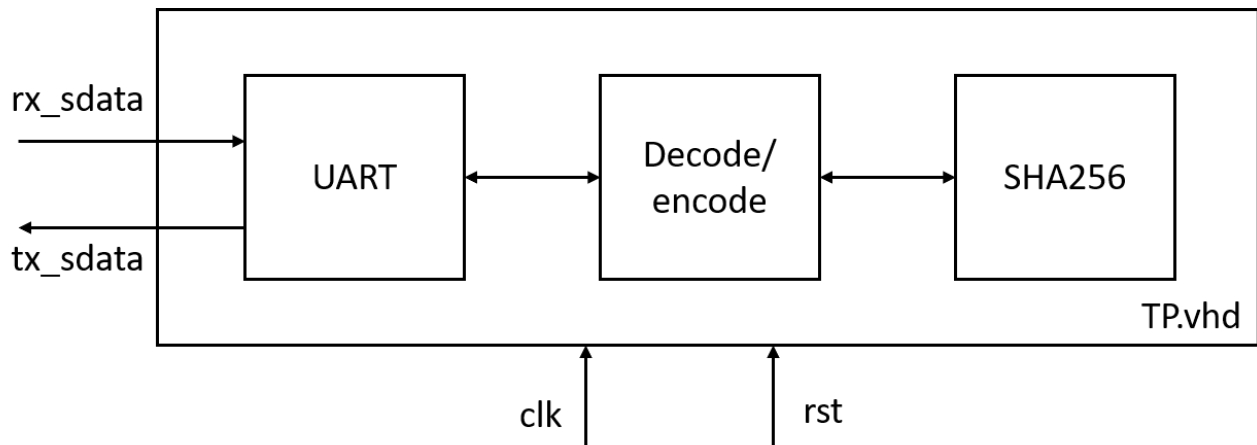 rx_sdata
UART
Decode/
encode
SHA256
tx_sdata
TP.vhd
clk
rst